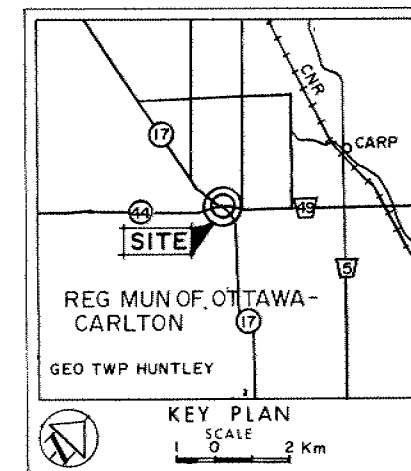 CNR
17
CARP
44
49
SITE
5
REG MUN OF. OTTAWA-
CARLTON
17
GEO TWP HUNTLEY
KEY PLAN
SCALE
1 0 2 Km